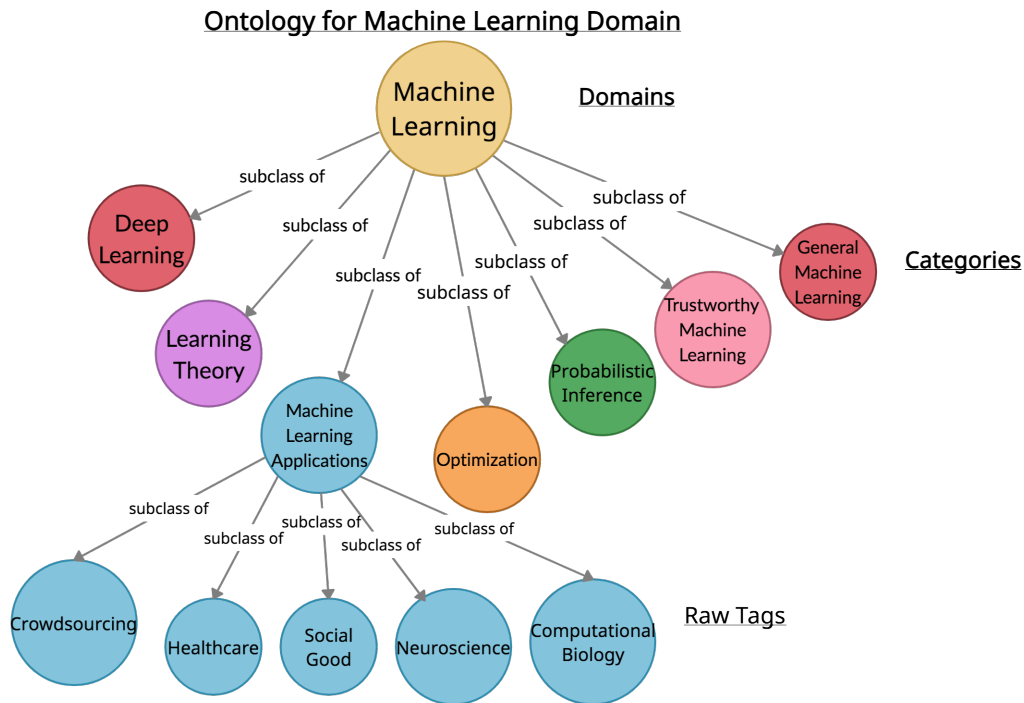 Ontology for Machine Learning Domain
Machine
Learning
Domains
subclass of
subclass of
subclass of
subclass of
subclass of
subclass of
subclass of
Deep
Learning
Learning
Theory
Machine
Learning
Applications
Optimization
Probabilistic
Inference
Trustworthy
Machine
Learning
General
Machine
Learning
Categories
subclass of
subclass of
subclass of
subclass of
subclass of
Crowdsourcing
Healthcare
Social
Good
Neuroscience
Computational
Biology
Raw Tags